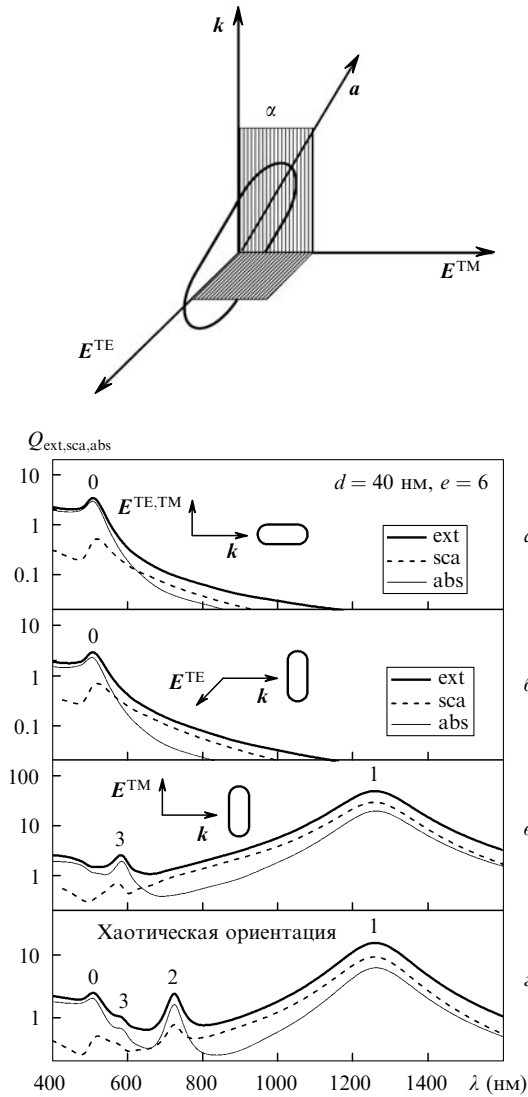 k
a
α
E^TM
E^TE
Q_ext,sca,abs
10
0
d = 40 нм, e = 6
E^TE,TM
1
k
ext
sca
abs
0.1
10
0
1
E^TE
k
ext
sca
abs
0.1
100
E^TM
1
10
3
k
1
Хаотическая ориентация
1
10
0
3
2
1
400
600
800
1000
1200
1400
λ (нм)